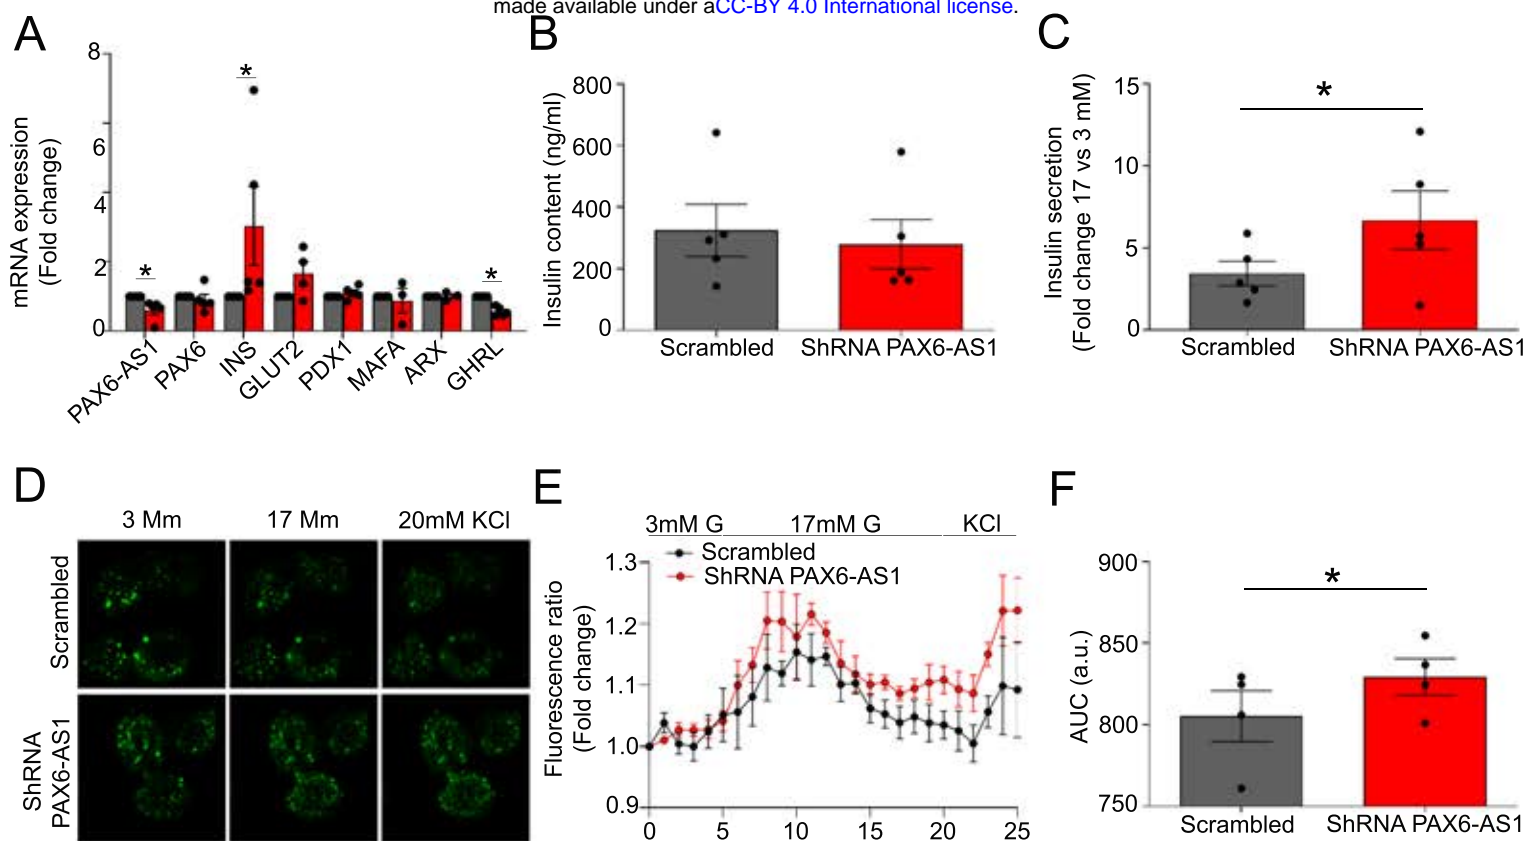 made available under aCC-BY 4.0 International license.
A
mRNA expression
(Fold change)
8
6
4
2
0
*
*
*
PAX6-AS1
PAX6
INS
GLUT2
PDX1
MAFA
ARX
GHRL
B
Insulin content (ng/ml)
800
600
400
200
0
Scrambled
ShRNA PAX6-AS1
C
Insulin secretion
(Fold change 17 vs 3 mM)
15
10
5
0
*
Scrambled
ShRNA PAX6-AS1
D
3 Mm
17 Mm
20mM KCl
Scrambled
ShRNA
PAX6-AS1
E
3mM G
17mM G
KCl
Scrambled
ShRNA PAX6-AS1
Fluorescence ratio
(Fold change)
1.3
1.2
1.1
1.0
0.9
0
5
10
15
20
25
F
AUC (a.u.)
900
850
800
750
*
Scrambled
ShRNA PAX6-AS1